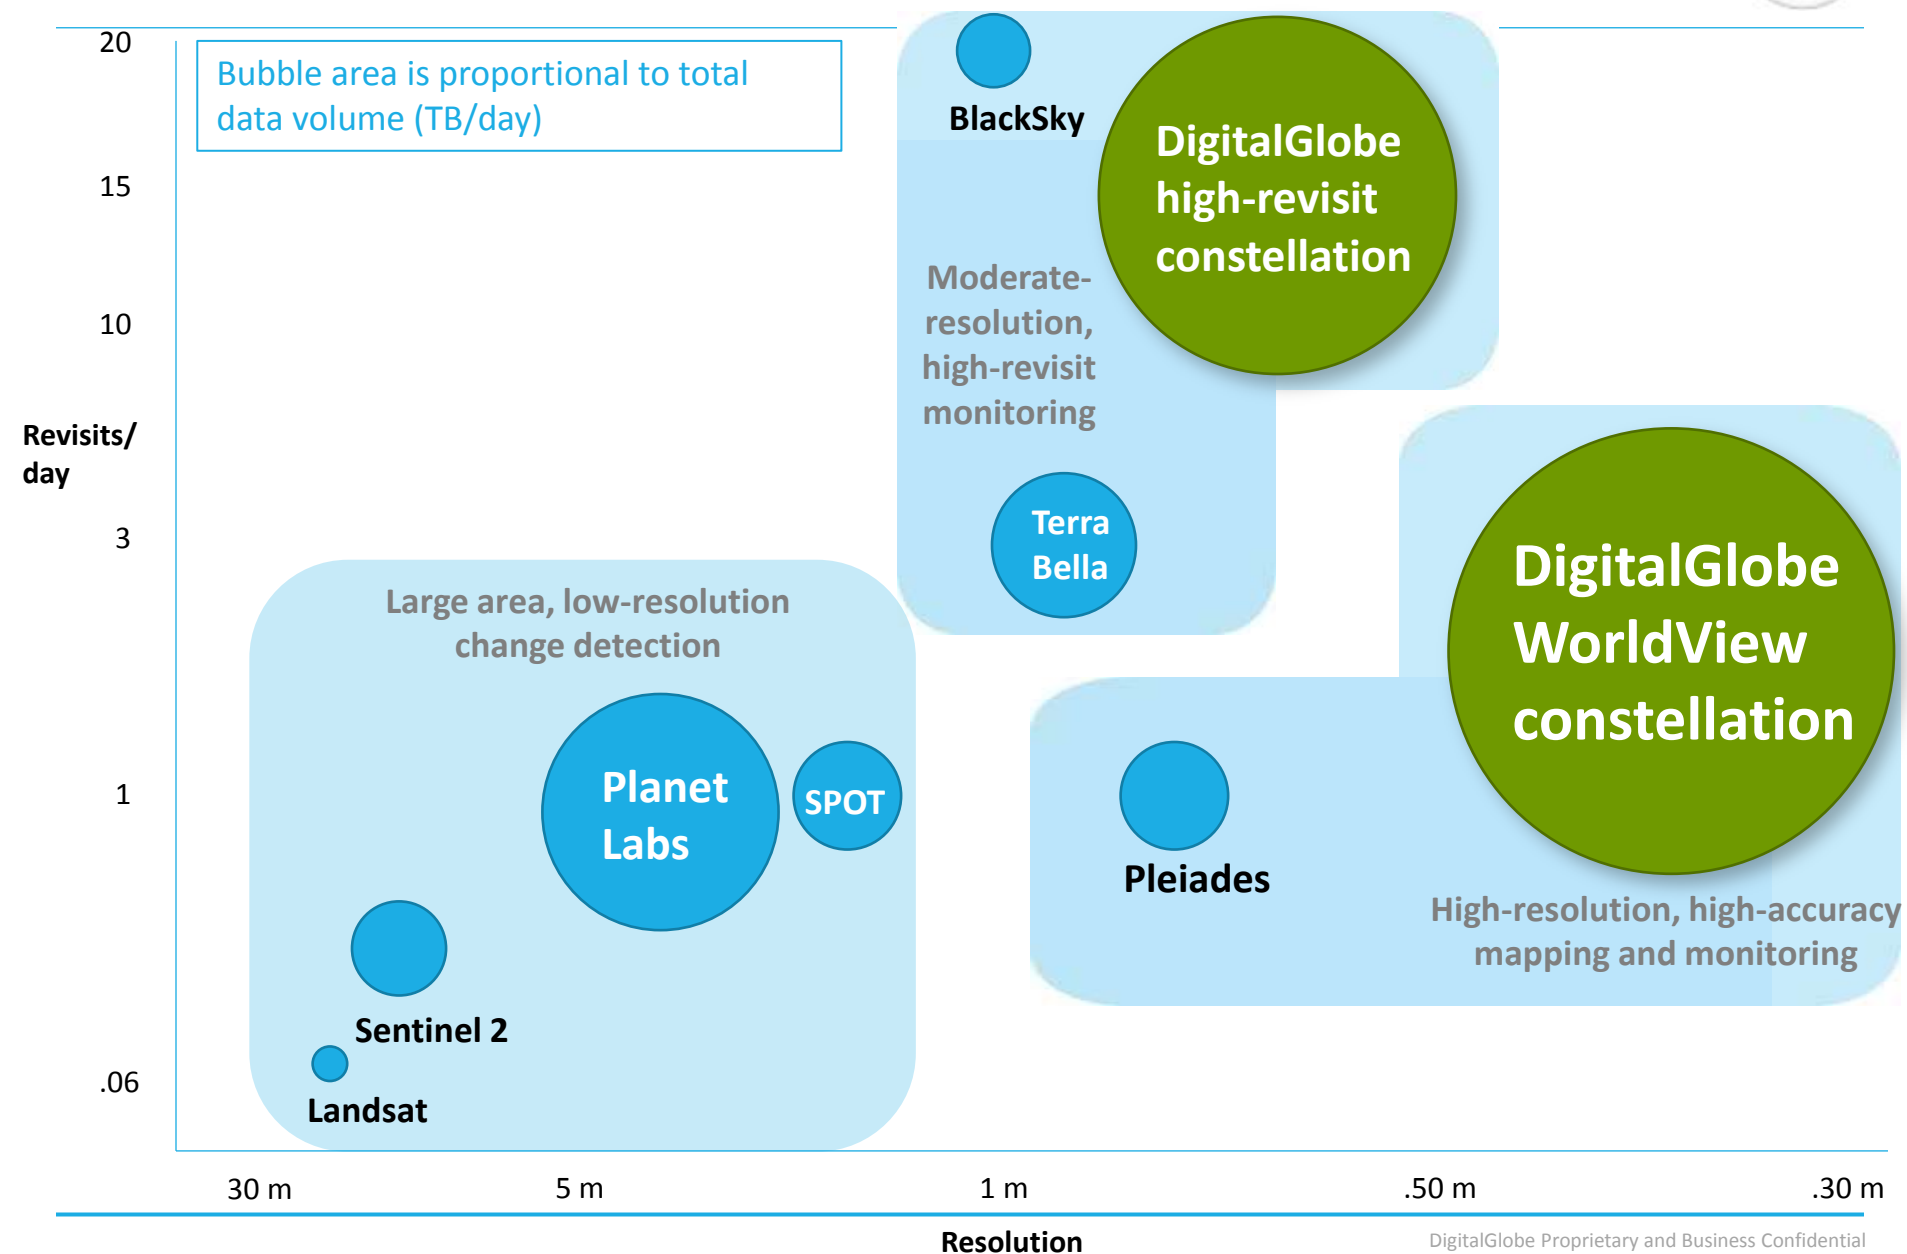 20
Bubble area is proportional to total
data volume (TB/day)
BlackSky
DigitalGlobe
high-revisit
constellation
15
Moderate-
resolution,
high-revisit
monitoring
10
Revisits/
day
3
Terra
Bella
Large area, low-resolution
change detection
DigitalGlobe
WorldView
constellation
Planet
Labs
SPOT
1
Pleiades
High-resolution, high-accuracy
mapping and monitoring
Sentinel 2
.06
Landsat
30 m
5 m
1 m
.50 m
.30 m
Resolution
DigitalGlobe Proprietary and Business Confidential